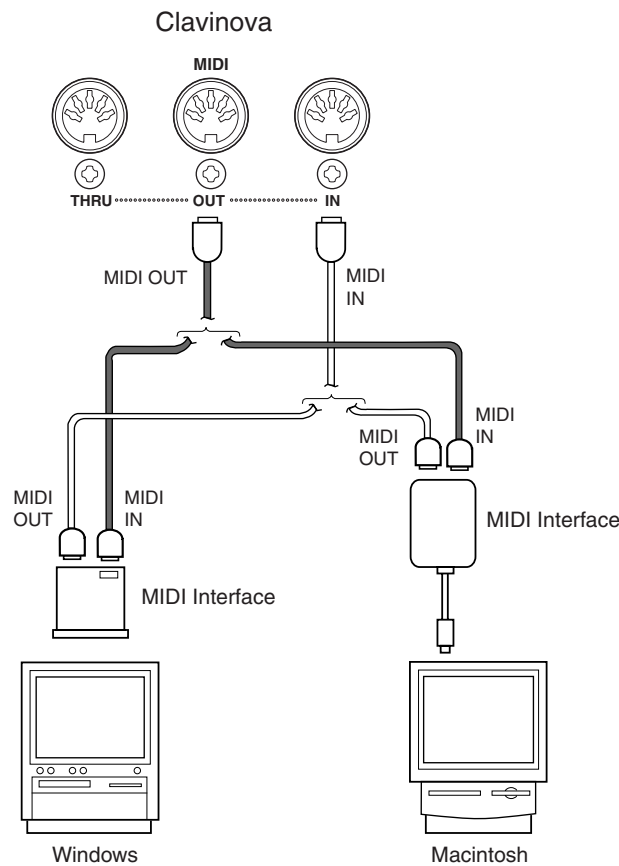 Clavinova
MIDI
THRU OUT IN
MIDI OUT
MIDI
IN
MIDI
OUT
MIDI
IN
MIDI
OUT
MIDI
IN
MIDI Interface
MIDI Interface
Windows
Macintosh